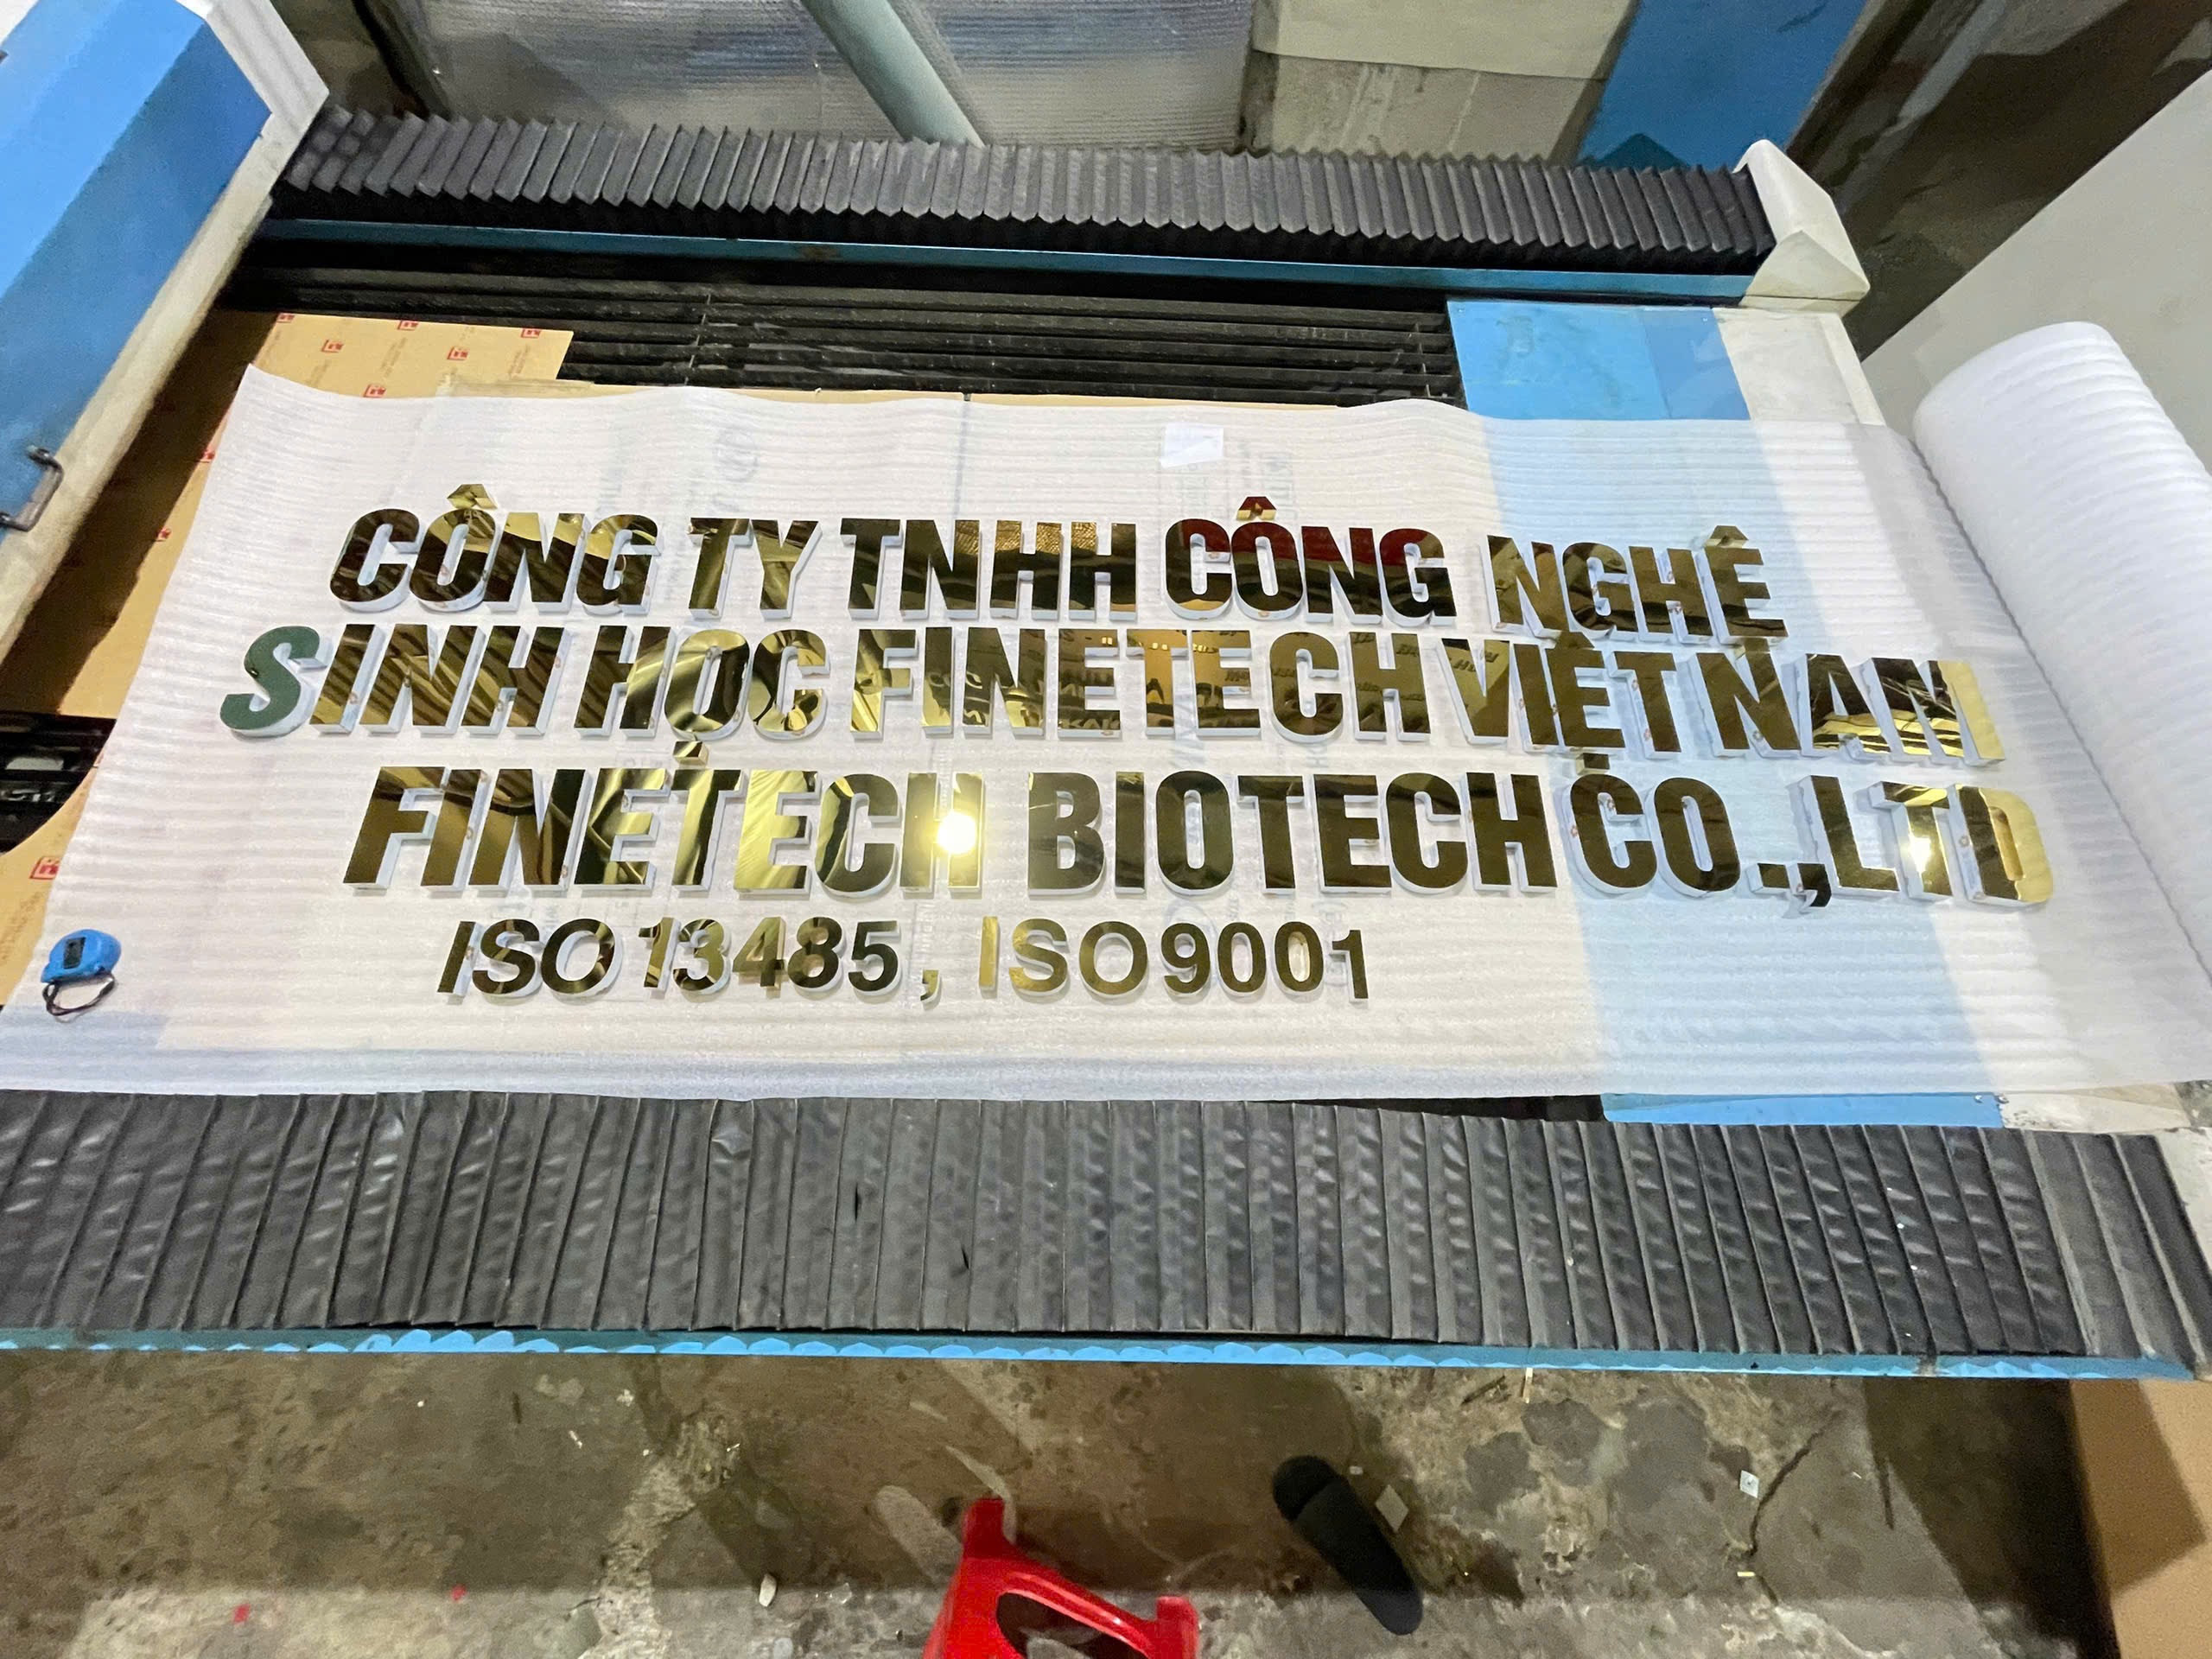 CÔNG TY TNHH CÔNG NGHỆ
SINH HỌC FINETECH VIỆT NAM
FINETECH BIOTECH CO.,LTD
ISO 13485, ISO 9001